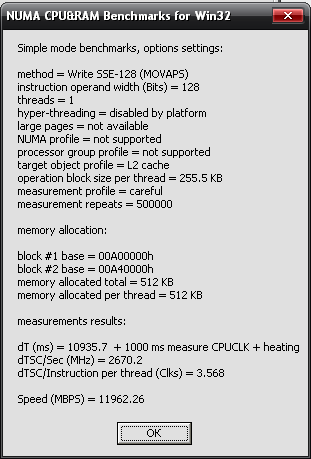 NUMA CPU&RAM Benchmarks for Win32
Simple mode benchmarks, options settings:
method = Write SSE-128 (MOVAPS)
instruction operand width (Bits) = 128
threads = 1
hyper-threading = disabled by platform
large pages = not available
NUMA profile = not supported
processor group profile = not supported
target object profile = L2 cache
operation block size per thread = 255.5 KB
measurement profile = careful
measurement repeats = 500000
memory allocation:
block #1 base = 00A00000h
block #2 base = 00A40000h
memory allocated total = 512 KB
memory allocated per thread = 512 KB
measurements results:
dT (ms) = 10935.7 + 1000 ms measure CPUCLK + heating
dTSC/Sec (MHz) = 2670.2
dTSC/Instruction per thread (Clks) = 3.568
Speed (MBPS) = 11962.26
OK